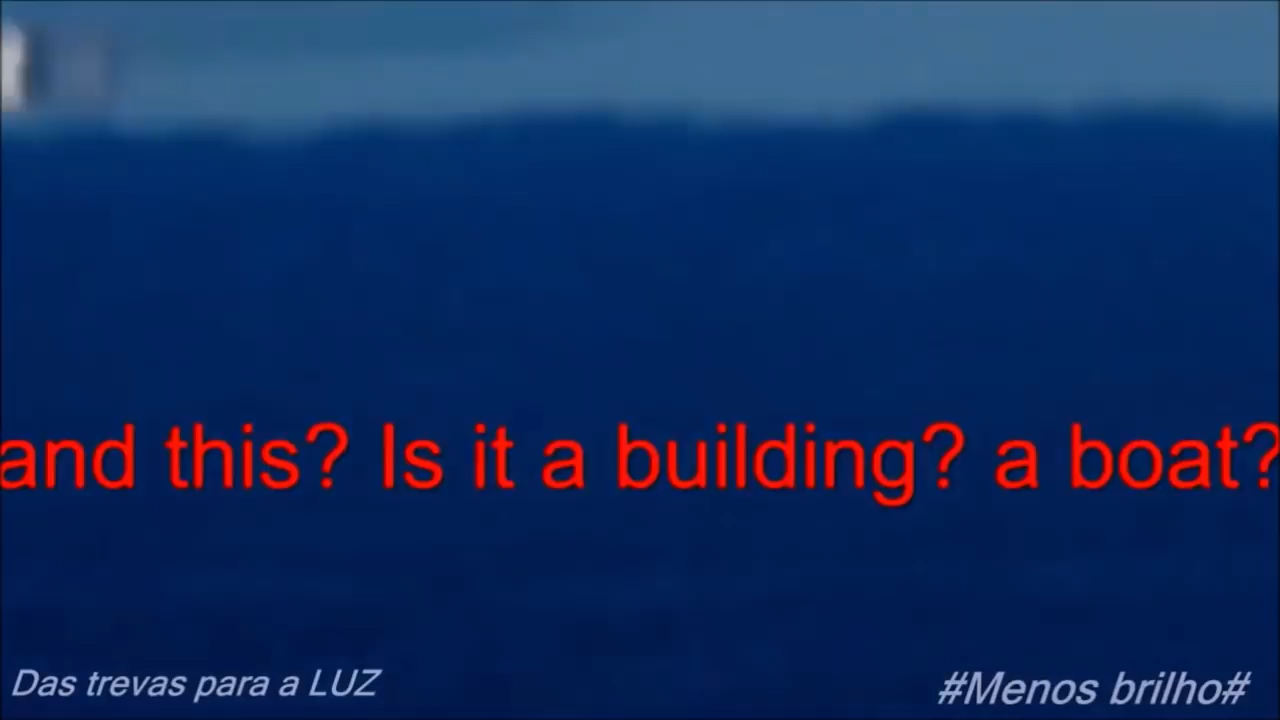 and this? Is it a building? a boat?
Das trevas para a LUZ
#Menos brilho#